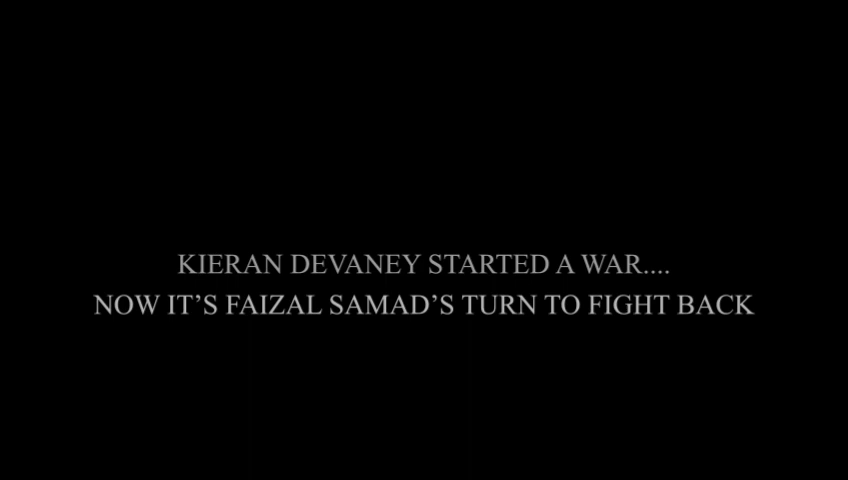 KIERAN DEVANEY STARTED A WAR....
NOW IT’S FAIZAL SAMAD’S TURN TO FIGHT BACK